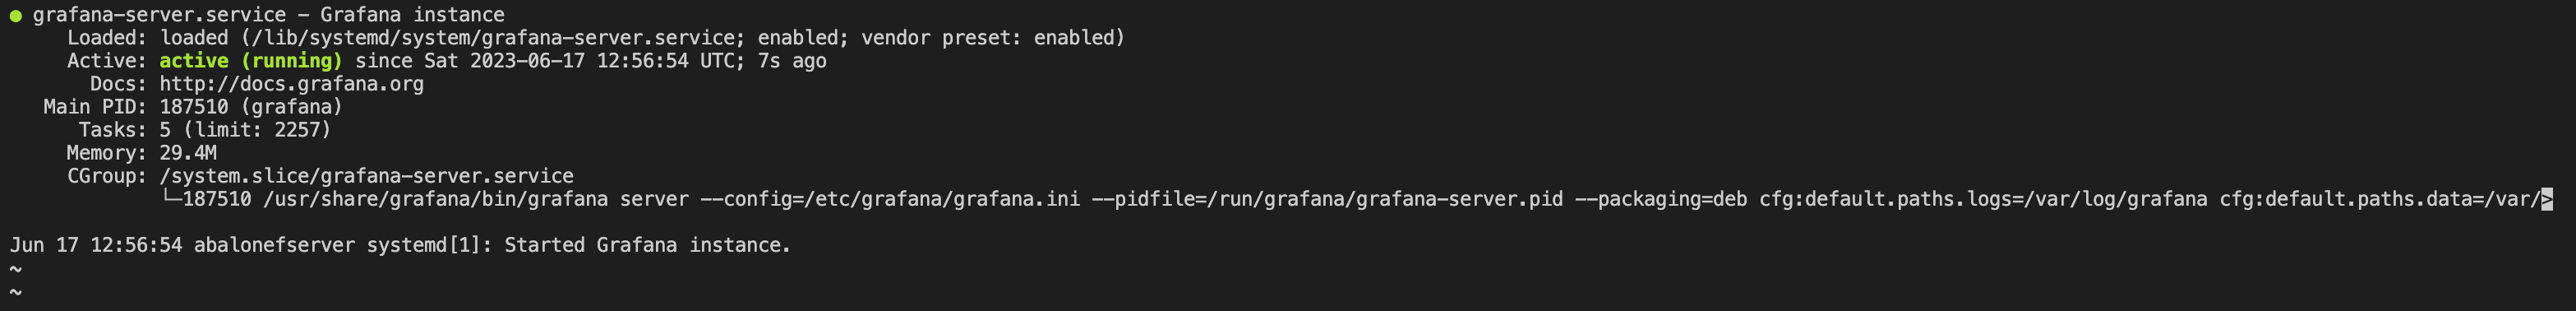 ● grafana-server.service - Grafana instance
Loaded: loaded (/lib/systemd/system/grafana-server.service; enabled; vendor preset: enabled)
Active: active (running) since Sat 2023-06-17 12:56:54 UTC; 7s ago
Docs: http://docs.grafana.org
Main PID: 187510 (grafana)
Tasks: 5 (limit: 2257)
Memory: 29.4M
CGroup: /system.slice/grafana-server.service
└─187510 /usr/share/grafana/bin/grafana server --config=/etc/grafana/grafana.ini --pidfile=/run/grafana/grafana-server.pid --packaging=deb cfg:default.paths.logs=/var/log/grafana cfg:default.paths.data=/var/>
Jun 17 12:56:54 abalonefserver systemd[1]: Started Grafana instance.
~
~